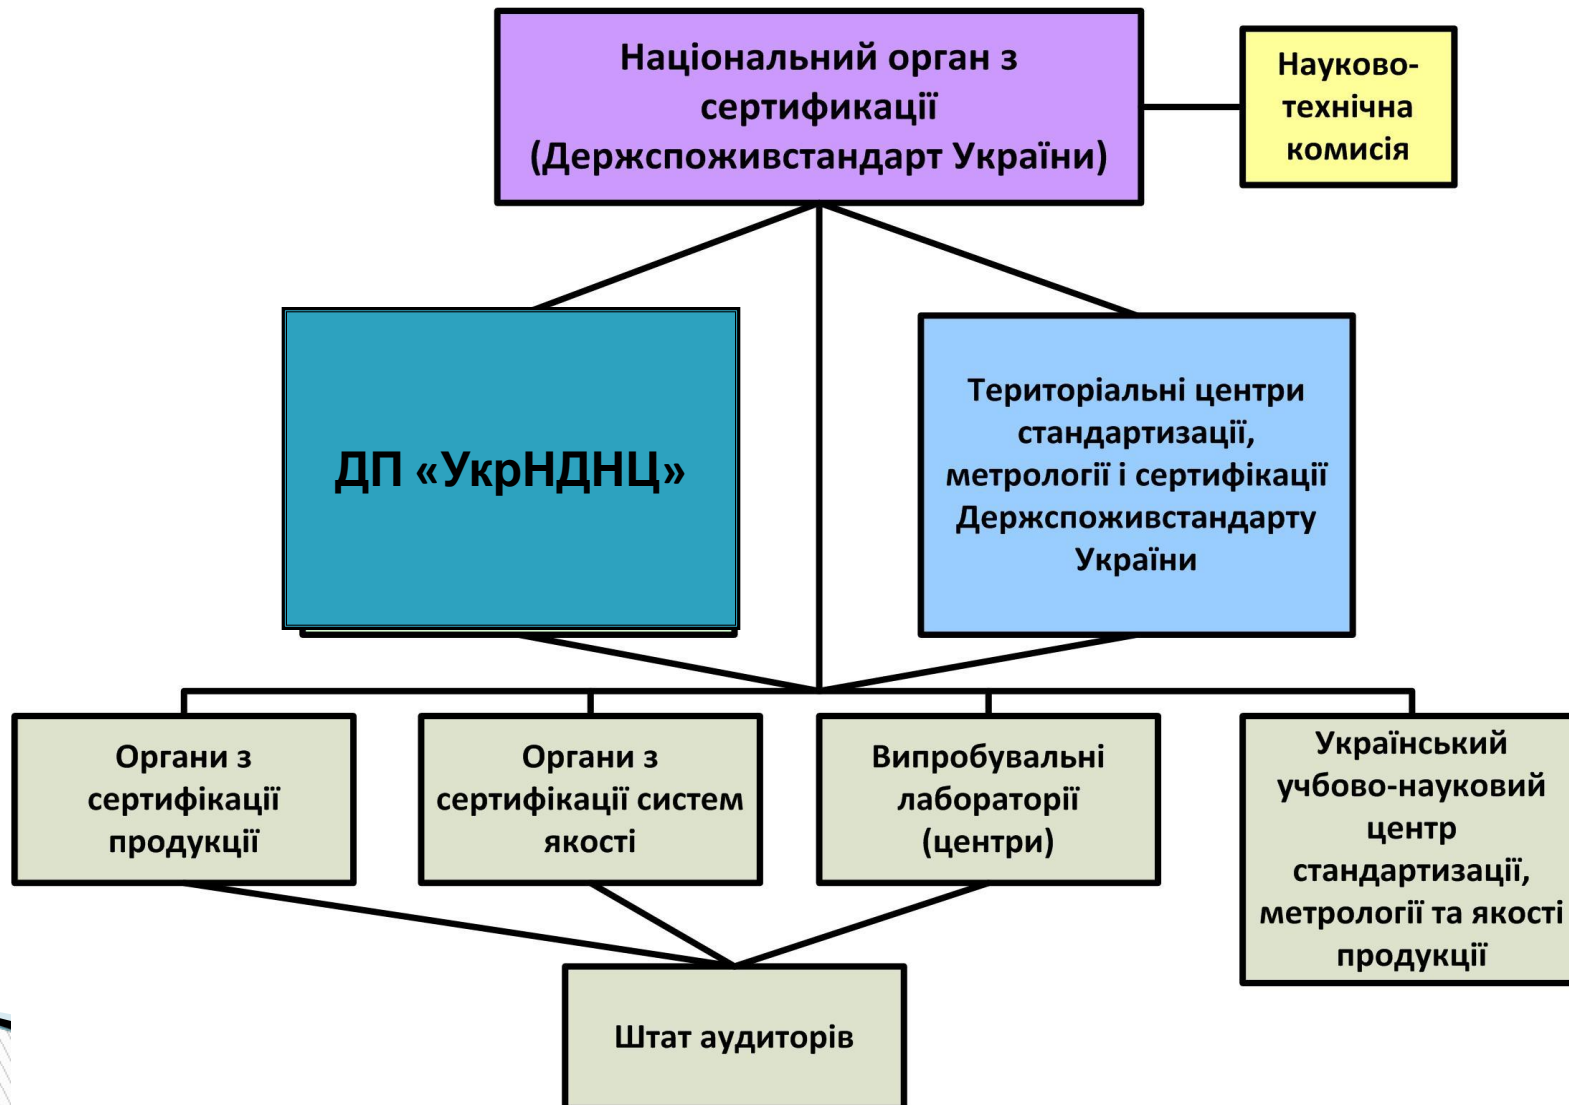 Національний орган з
сертификації
(Держспоживстандарт України)
Науково-
технічна
комисія
ДП «УкрНДНЦ»
Територіальні центри
стандартизації,
метрології і сертифікації
Держспоживстандарту
України
Органи з
сертифікації
продукції
Органи з
сертифікації систем
якості
Випробувальні
лабораторії
(центри)
Український
учбово-науковий
центр
стандартизації,
метрології та якості
продукції
Штат аудиторів